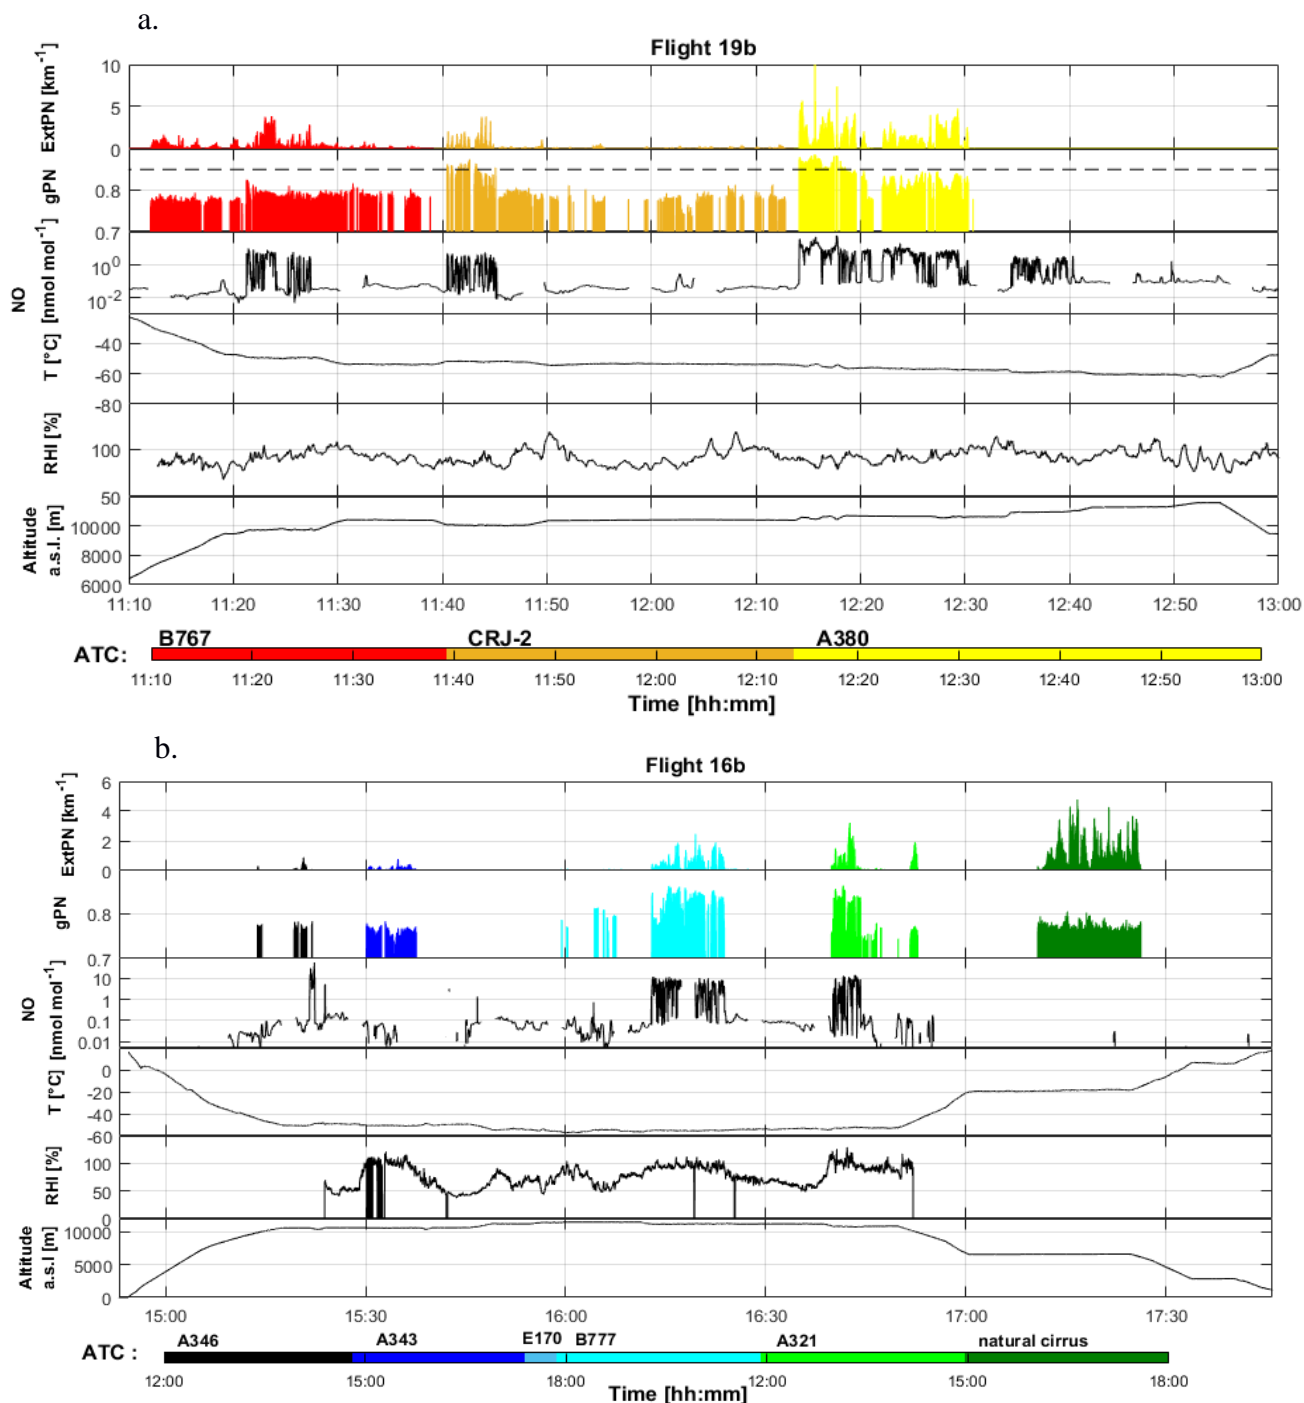 a.
Flight 19b
ExtPN [km⁻¹]
10
5
0
gPN
0.8
0.7
NO
[nmol mol⁻¹]
10⁰
10⁻²
T [°C]
-40
-60
-80
RHI [%]
100
50
Altitude
a.s.l. [m]
10000
8000
6000
11:10 11:20 11:30 11:40 11:50 12:00 12:10 12:20 12:30 12:40 12:50 13:00
B767 CRJ-2 A380
ATC:
11:10 11:20 11:30 11:40 11:50 12:00 12:10 12:20 12:30 12:40 12:50 13:00
Time [hh:mm]
b.
Flight 16b
ExtPN [km⁻¹]
6
4
2
0
gPN
0.8
0.7
NO
[nmol mol⁻¹]
10
1
0.1
0.01
T [°C]
0
-20
-40
-60
RHI [%]
100
50
0
Altitude
a.s.l [m]
10000
5000
0
15:00 15:30 16:00 16:30 17:00 17:30
A346 A343 E170 B777 A321 natural cirrus
ATC :
12:00 15:00 18:00 12:00 15:00 18:00
Time [hh:mm]